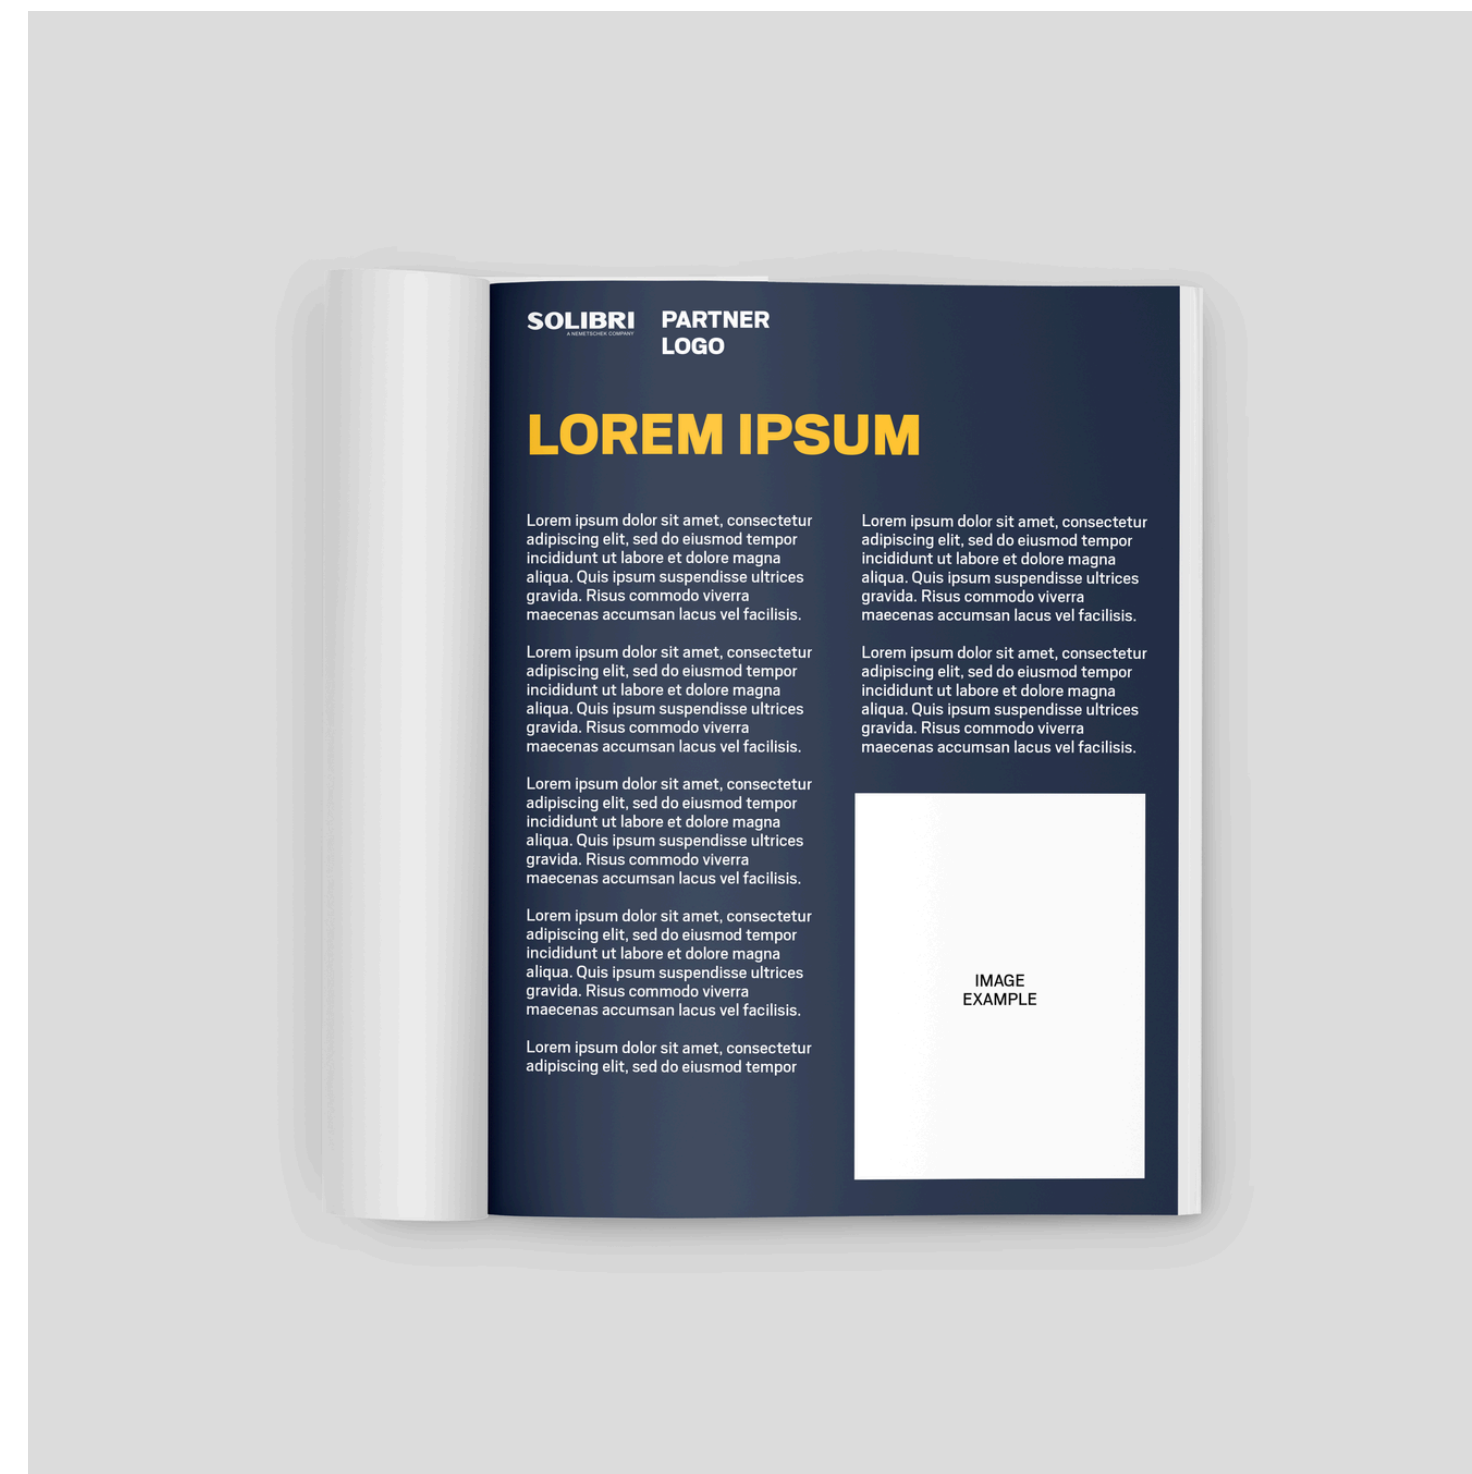 SOLIBRI
A NEMETSCHEK COMPANY
PARTNER
LOGO
LOREM IPSUM
Lorem ipsum dolor sit amet, consectetur
adipiscing elit, sed do eiusmod tempor
incididunt ut labore et dolore magna
aliqua. Quis ipsum suspendisse ultrices
gravida. Risus commodo viverra
maecenas accumsan lacus vel facilisis.
Lorem ipsum dolor sit amet, consectetur
adipiscing elit, sed do eiusmod tempor
incididunt ut labore et dolore magna
aliqua. Quis ipsum suspendisse ultrices
gravida. Risus commodo viverra
maecenas accumsan lacus vel facilisis.
Lorem ipsum dolor sit amet, consectetur
adipiscing elit, sed do eiusmod tempor
incididunt ut labore et dolore magna
aliqua. Quis ipsum suspendisse ultrices
gravida. Risus commodo viverra
maecenas accumsan lacus vel facilisis.
Lorem ipsum dolor sit amet, consectetur
adipiscing elit, sed do eiusmod tempor
incididunt ut labore et dolore magna
aliqua. Quis ipsum suspendisse ultrices
gravida. Risus commodo viverra
maecenas accumsan lacus vel facilisis.
Lorem ipsum dolor sit amet, consectetur
adipiscing elit, sed do eiusmod tempor
Lorem ipsum dolor sit amet, consectetur
adipiscing elit, sed do eiusmod tempor
incididunt ut labore et dolore magna
aliqua. Quis ipsum suspendisse ultrices
gravida. Risus commodo viverra
maecenas accumsan lacus vel facilisis.
Lorem ipsum dolor sit amet, consectetur
adipiscing elit, sed do eiusmod tempor
incididunt ut labore et dolore magna
aliqua. Quis ipsum suspendisse ultrices
gravida. Risus commodo viverra
maecenas accumsan lacus vel facilisis.
IMAGE
EXAMPLE